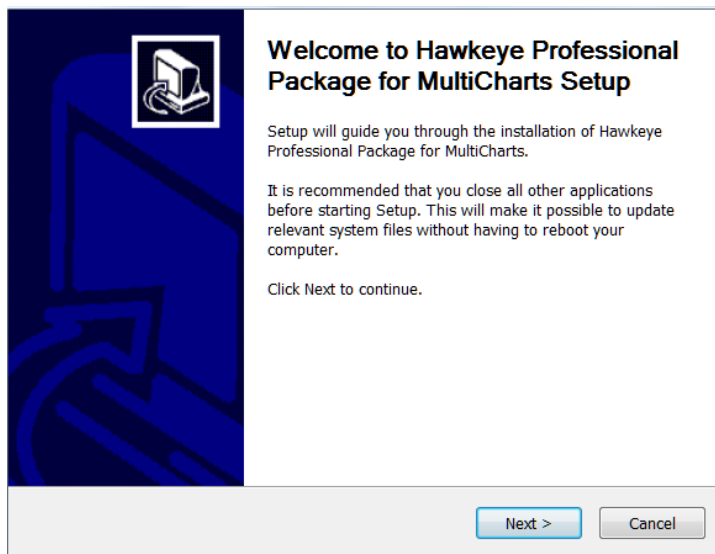 Welcome to Hawkeye Professional
Package for MultiCharts Setup
Setup will guide you through the installation of Hawkeye
Professional Package for MultiCharts.
It is recommended that you close all other applications
before starting Setup. This will make it possible to update
relevant system files without having to reboot your
computer.
Click Next to continue.
Next >
Cancel